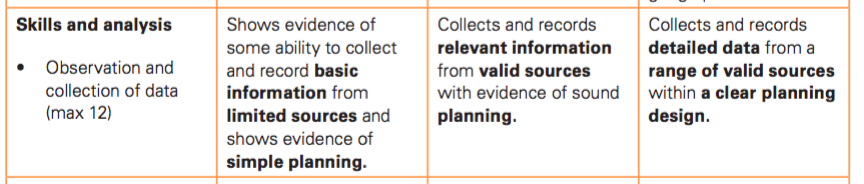 Skills and analysis
• Observation and
collection of data
(max 12)
Shows evidence of
some ability to collect
and record basic
information from
limited sources and
shows evidence of
simple planning.
Collects and records
relevant information
from valid sources
with evidence of sound
planning.
Collects and records
detailed data from a
range of valid sources
within a clear planning
design.